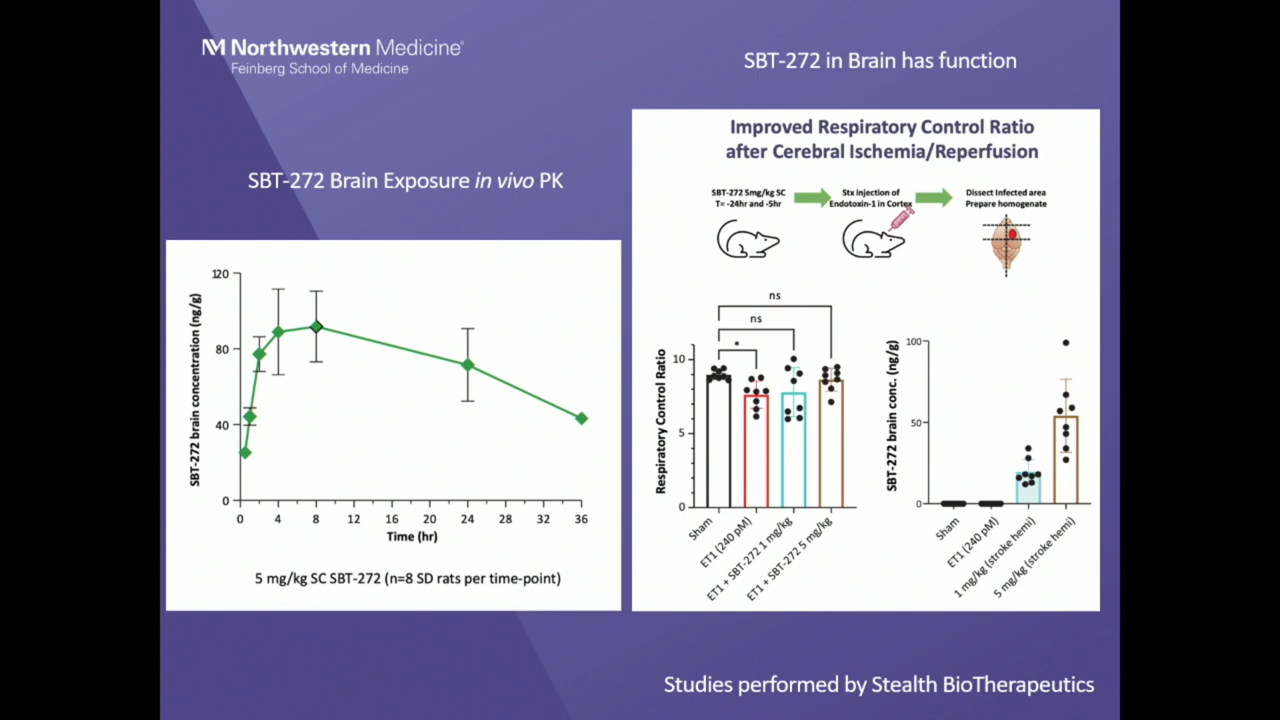 Northwestern Medicine®
Feinberg School of Medicine
SBT-272 in Brain has function
SBT-272 Brain Exposure in vivo PK
SBT-272 brain concentration (ng/g)
120
80
40
0
0 4 8 12 16 20 24 28 32 36
Time (hr)
5 mg/kg SC SBT-272 (n=8 SD rats per time-point)
Improved Respiratory Control Ratio
after Cerebral Ischemia/Reperfusion
SBT-272 5mg/kg SC
T= -24hr and -5hr
Stx injection of
Endotoxin-1 in Cortex
Dissect Infected area
Prepare homogenate
ns
ns
*
Respiratory Control Ratio
10
5
0
Sham
ET1 (240 pM)
ET1 + SBT-272 1 mg/kg
ET1 + SBT-272 5 mg/kg
SBT-272 brain conc. (ng/g)
100
50
0
Sham
ET1 (240 pM)
1 mg/kg (stroke hemi)
5 mg/kg (stroke hemi)
Studies performed by Stealth BioTherapeutics